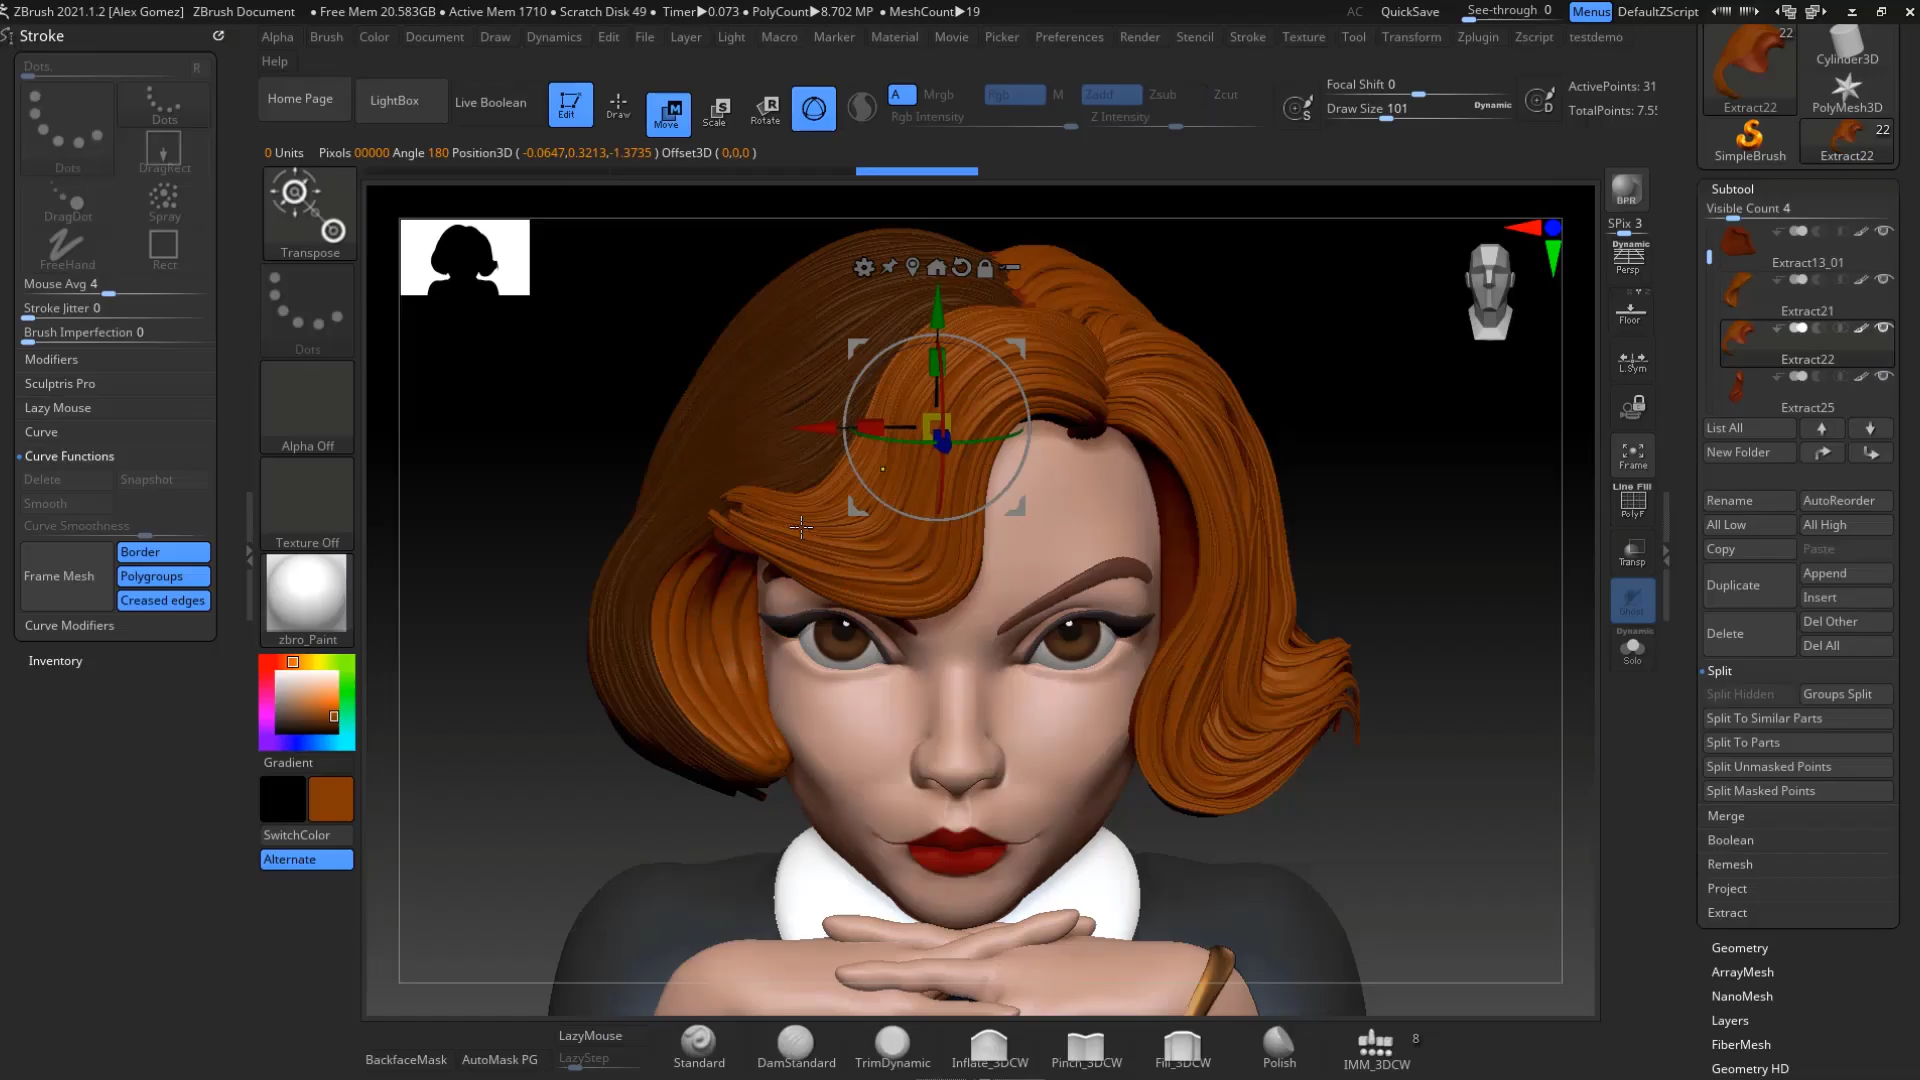 ZBrush 2021.1.2 [Alex Gomez] ZBrush Document • Free Mem 20.583GB • Active Mem 1710 • Scratch Disk 49 • Timer▶0.073 • PolyCount▶8.702 MP • MeshCount▶19 AC QuickSave See-through 0 Menus DefaultZScript
Stroke
Alpha Brush Color Document Draw Dynamics Edit File Layer Light Macro Marker Material Movie Picker Preferences Render Stencil Stroke Texture Tool Transform Zplugin Zscript testdemo
Help
Home Page LightBox Live Boolean Edit Draw Move Scale Rotate
A Mrgb Rgb M Zadd Zsub Zcut
Rgb Intensity Z Intensity
S
Focal Shift 0
Draw Size 101 Dynamic
D
ActivePoints: 31
TotalPoints: 7.5
0 Units Pixols 00000 Angle 180 Position3D ( -0.0647,0.3213,-1.3735 ) Offset3D ( 0,0,0 )
Dots. R
Dots
Dots DragRect
DragDot Spray
FreeHand Rect
Mouse Avg 4
Stroke Jitter 0
Brush Imperfection 0
Modifiers
Sculptris Pro
Lazy Mouse
Curve
Curve Functions
Delete Snapshot
Smooth
Curve Smoothness
Frame Mesh
Border
Polygroups
Creased edges
Curve Modifiers
Inventory
Transpose
Dots
Alpha Off
Texture Off
zbro_Paint
Gradient
SwitchColor
Alternate
BPR
SPix 3
Dynamic
Persp
Floor
L.Sym
Frame
Line Fill
PolyF
Transp
Ghost
Dynamic
Solo
22
Extract22
Cylinder3D
PolyMesh3D
SimpleBrush
22
Extract22
Subtool
Visible Count 4
Extract13_01
Extract21
Extract22
Extract25
List All
New Folder
Rename AutoReorder
All Low All High
Copy Paste
Duplicate Append
Insert
Delete Del Other
Del All
Split
Split Hidden Groups Split
Split To Similar Parts
Split To Parts
Split Unmasked Points
Split Masked Points
Merge
Boolean
Remesh
Project
Extract
Geometry
ArrayMesh
NanoMesh
Layers
FiberMesh
Geometry HD
BackfaceMask AutoMask PG
LazyMouse
LazyStep
Standard DamStandard TrimDynamic Inflate_3DCW Pinch_3DCW Fill_3DCW Polish IMM_3DCW
8